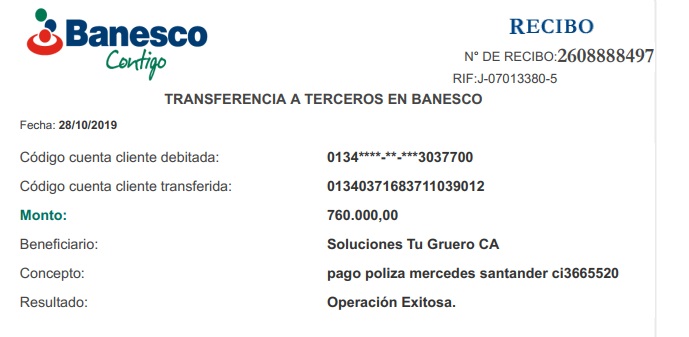 Banesco
Contigo
RECIBO
N° DE RECIBO:2608888497
RIF:J-07013380-5
TRANSFERENCIA A TERCEROS EN BANESCO
Fecha: 28/10/2019
Código cuenta cliente debitada: 0134****-**-***3037700
Código cuenta cliente transferida: 01340371683711039012
Monto: 760.000,00
Beneficiario: Soluciones Tu Gruero CA
Concepto: pago poliza mercedes santander ci3665520
Resultado: Operación Exitosa.